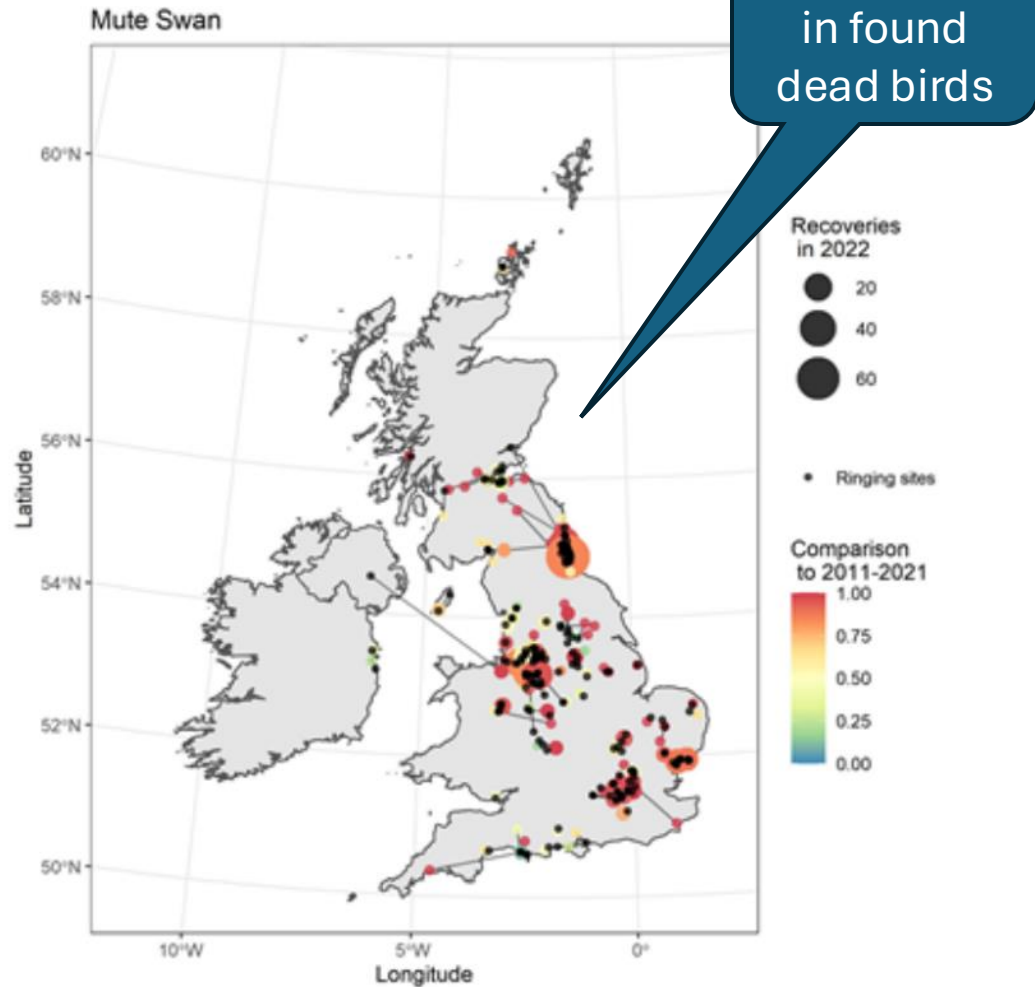 Mute Swan
in found
dead birds
60°N
58°N
56°N
54°N
52°N
50°N
Latitude
10°W
5°W
0°
Longitude
Recoveries
in 2022
20
40
60
Ringing sites
Comparison
to 2011-2021
1.00
0.75
0.50
0.25
0.00